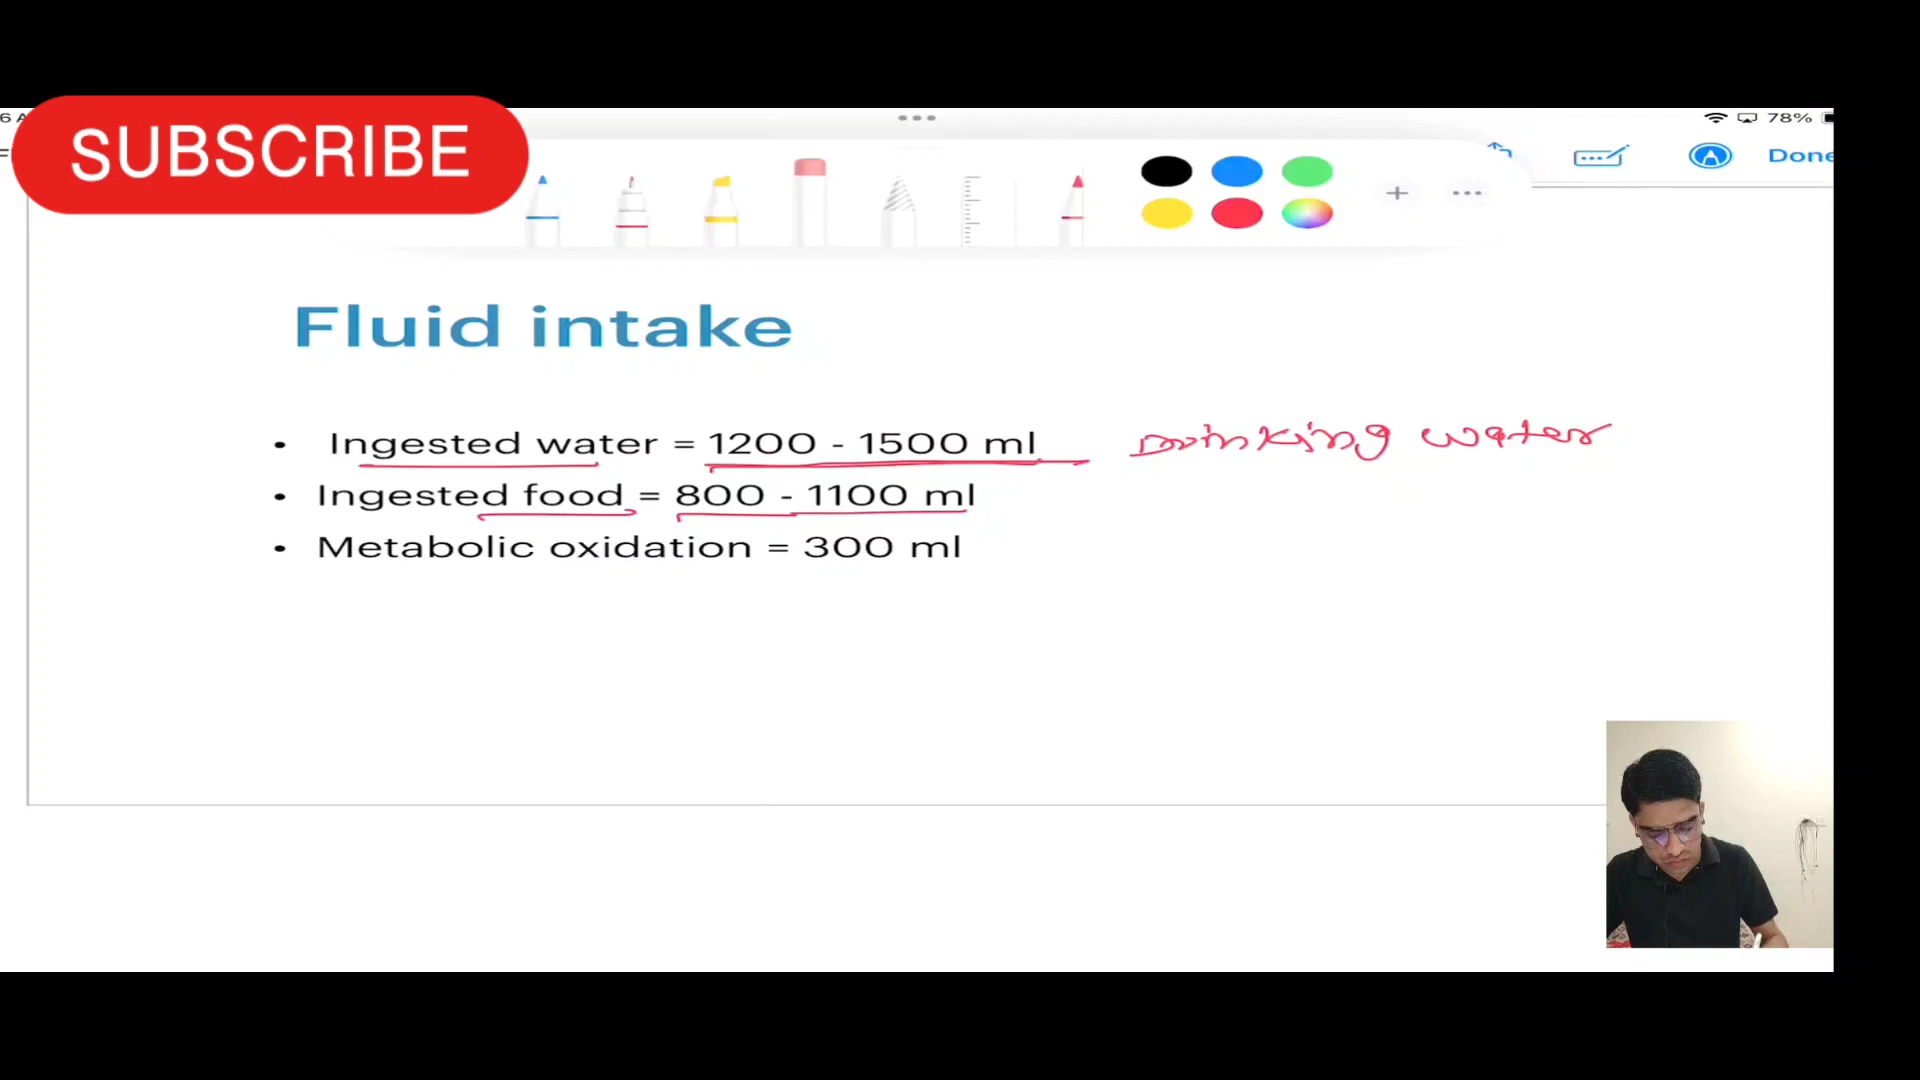 SUBSCRIBE
78%
Done
Fluid intake
• Ingested water = 1200 - 1500 ml Drinking water
• Ingested food = 800 - 1100 ml
• Metabolic oxidation = 300 ml